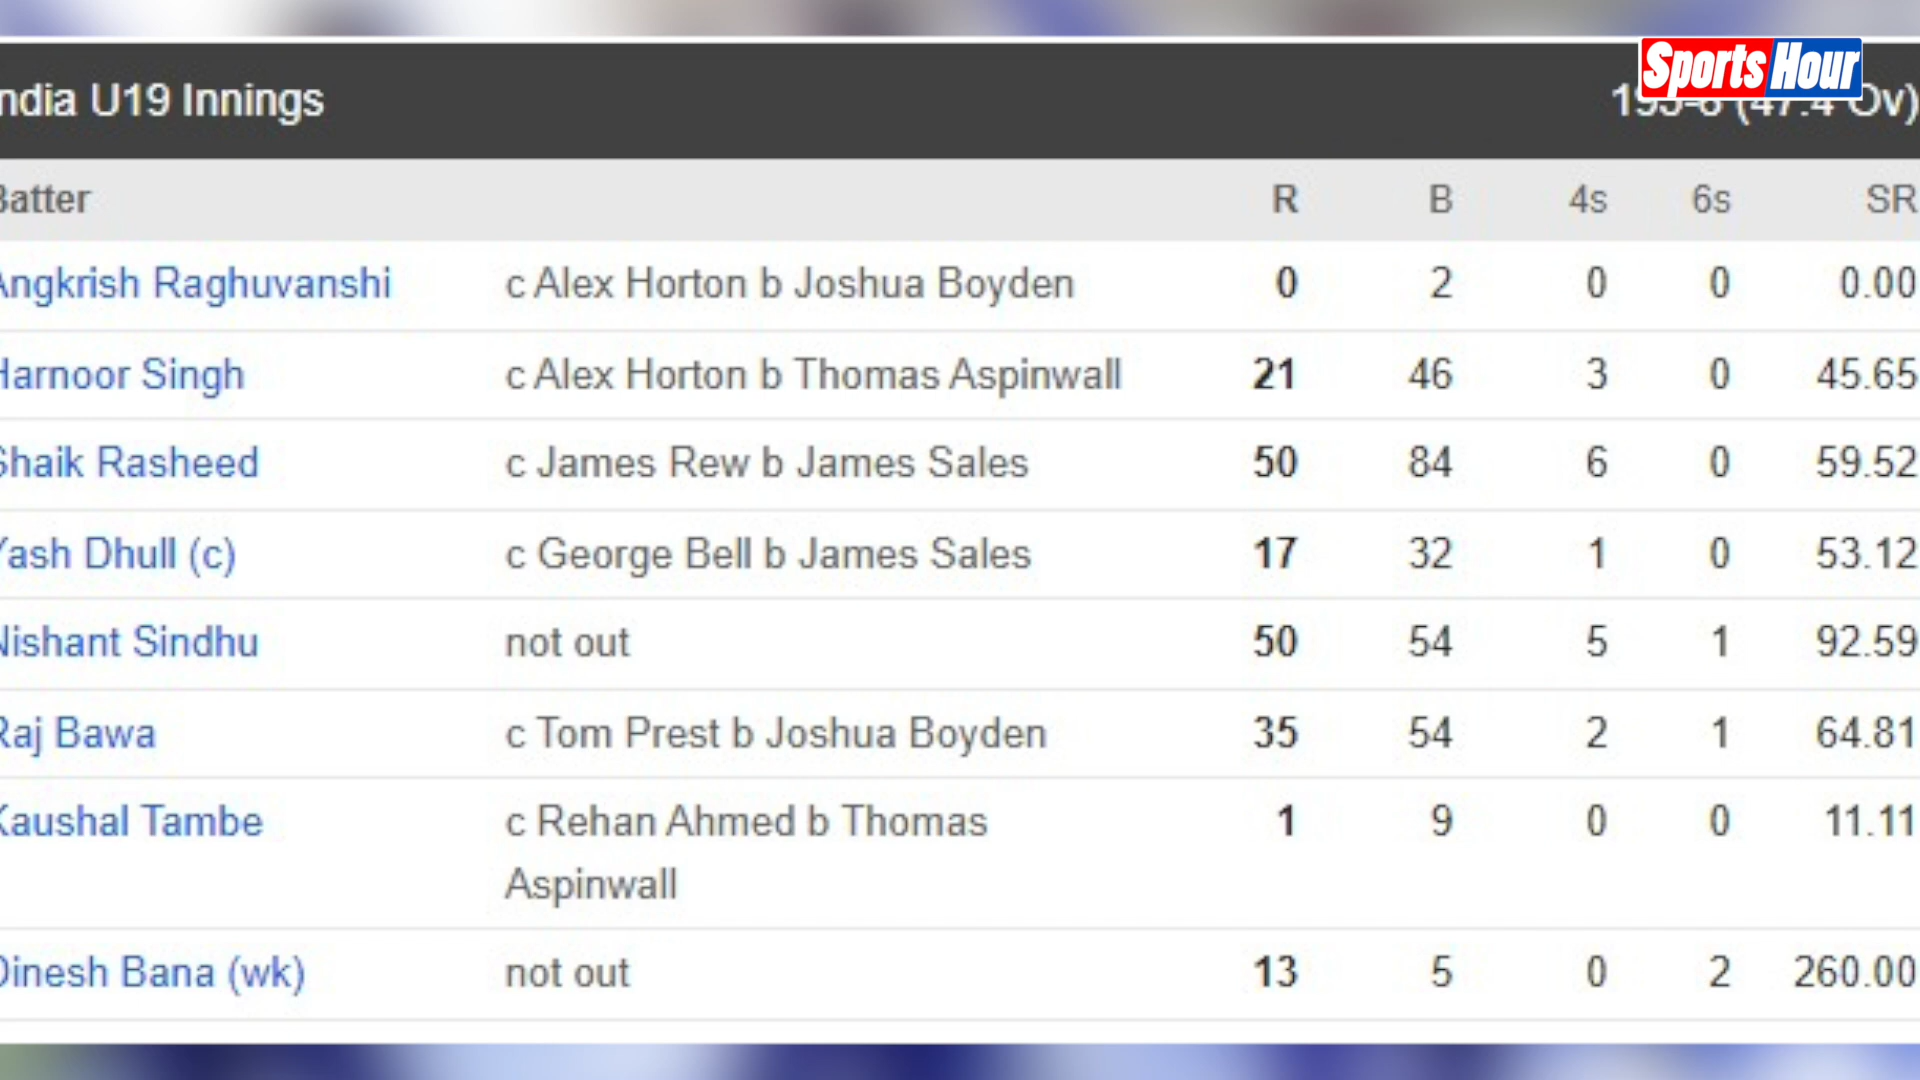 ndia U19 Innings
Sports Hour
195-6 (47.4 Ov)
Batter R B 4s 6s SR
Angkrish Raghuvanshi c Alex Horton b Joshua Boyden 0 2 0 0 0.00
Harnoor Singh c Alex Horton b Thomas Aspinwall 21 46 3 0 45.65
Shaik Rasheed c James Rew b James Sales 50 84 6 0 59.52
Yash Dhull (c) c George Bell b James Sales 17 32 1 0 53.12
Nishant Sindhu not out 50 54 5 1 92.59
Raj Bawa c Tom Prest b Joshua Boyden 35 54 2 1 64.81
Kaushal Tambe c Rehan Ahmed b Thomas 1 9 0 0 11.11
Aspinwall
Dinesh Bana (wk) not out 13 5 0 2 260.00